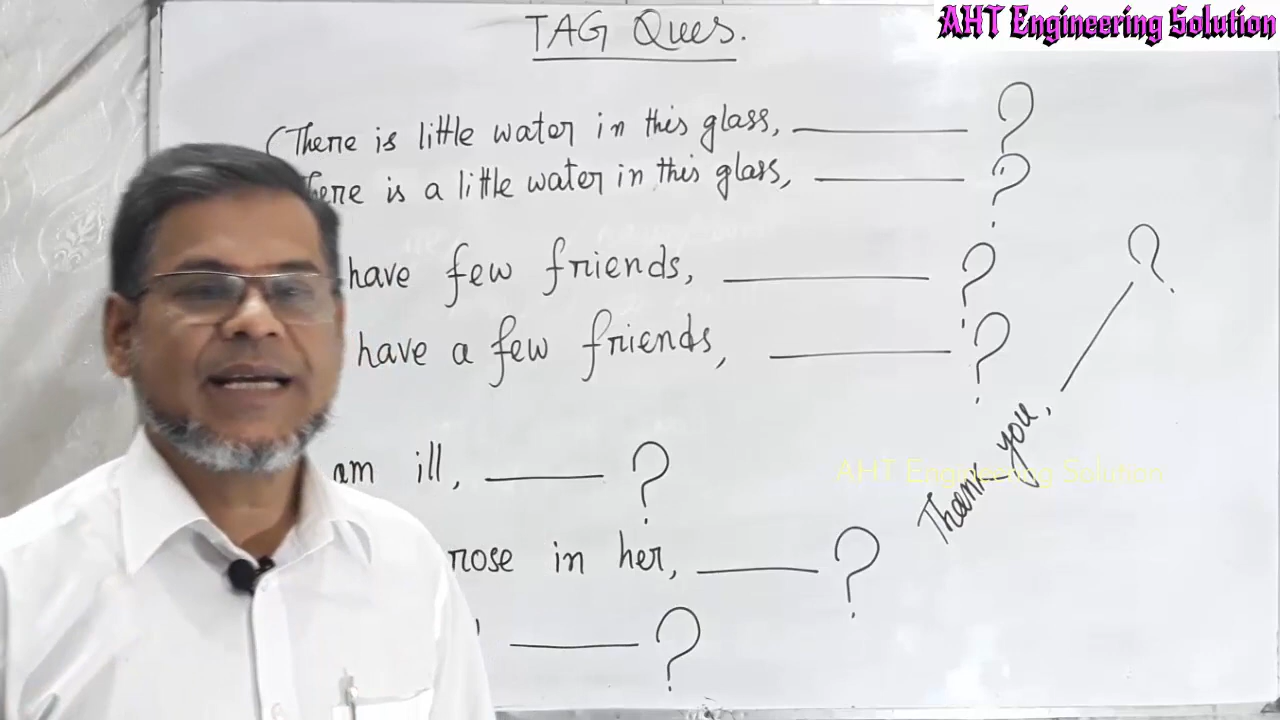 AHT Engineering Solution
TAG Ques.
(There is little water in this glass, ?
There is a little water in this glass, ?
have few friends, ?
have a few friends, ?
am ill, ?
rose in her, ?
?
Thank you, ?
AHT Engineering Solution